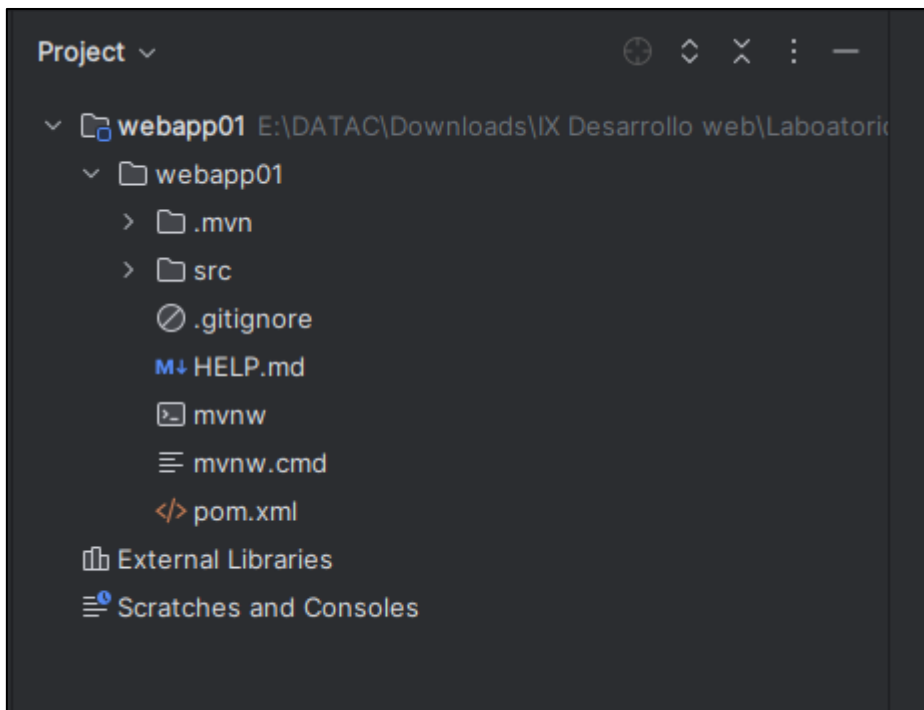 Project
webapp01 E:\DATAC\Downloads\IX Desarrollo web\Laboatorio
webapp01
.mvn
src
.gitignore
M↓ HELP.md
mvnw
mvnw.cmd
</> pom.xml
External Libraries
Scratches and Consoles